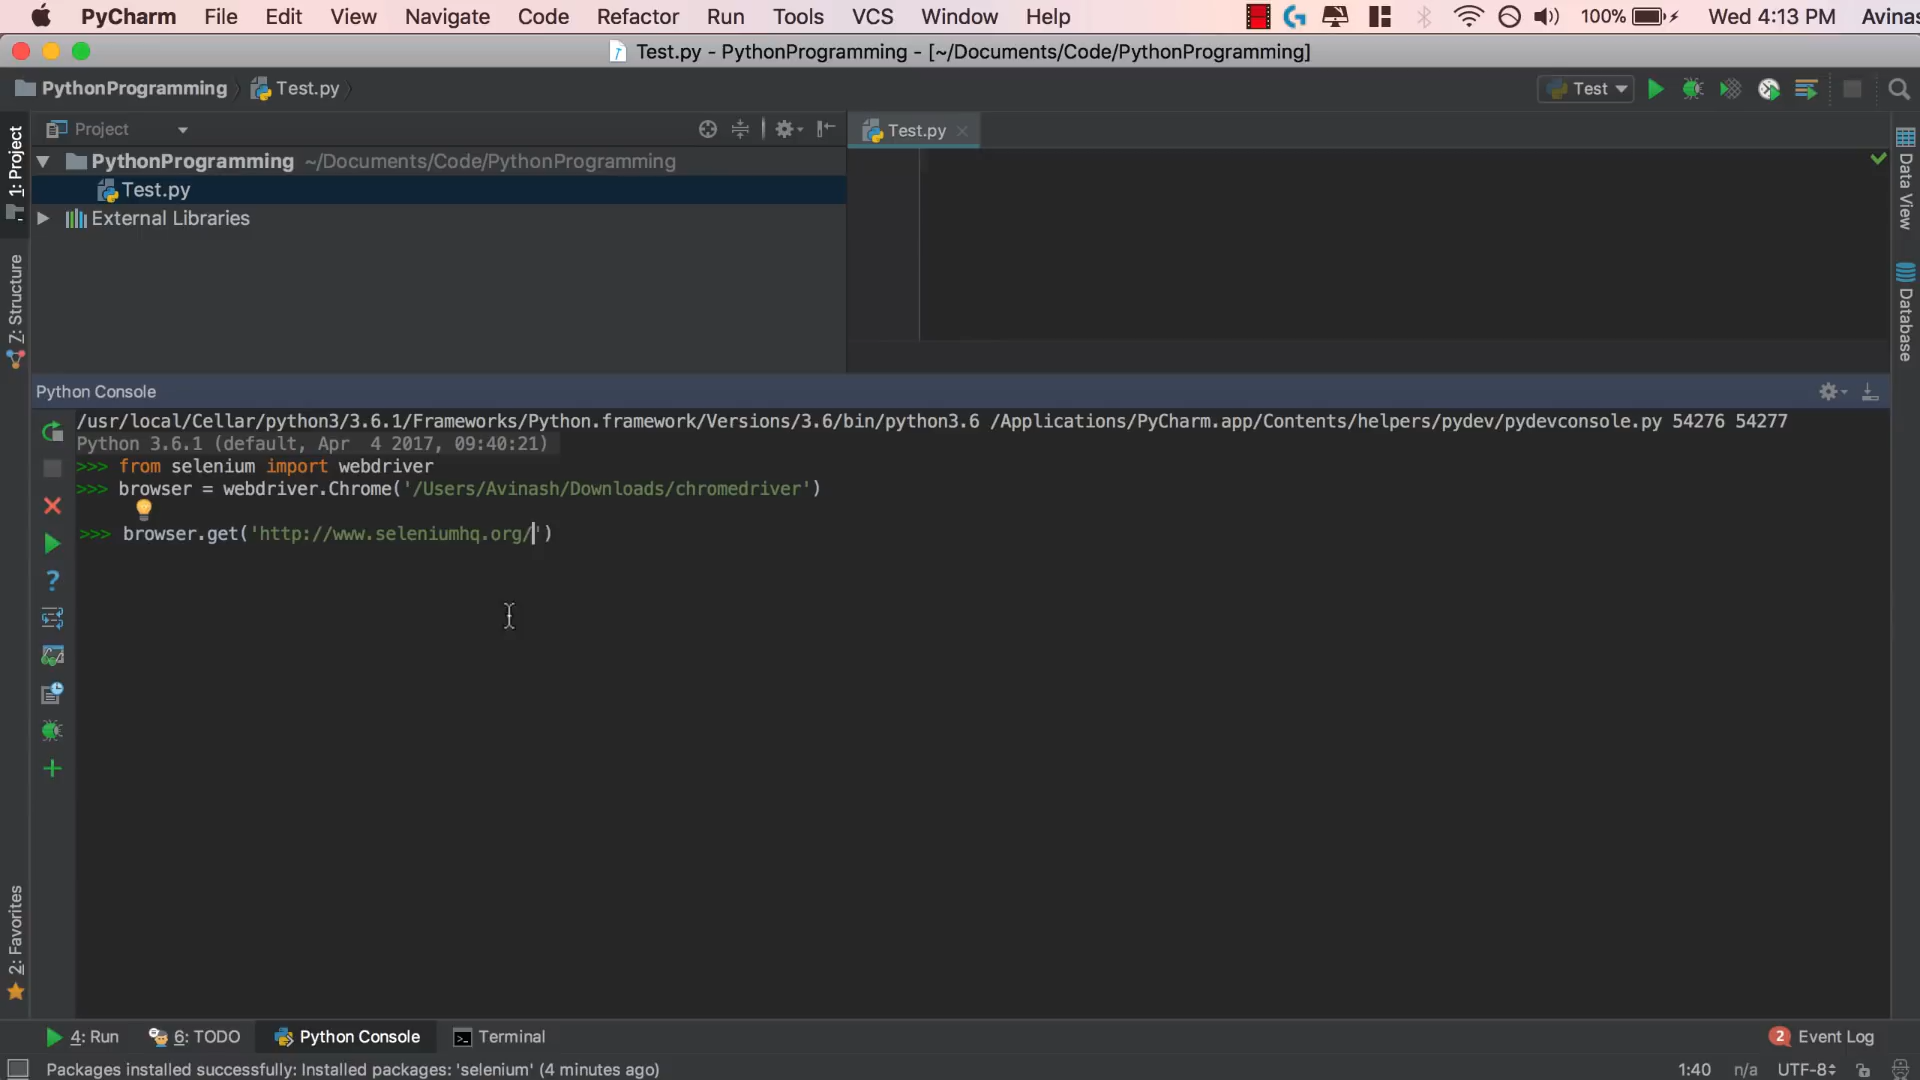 PyCharm File Edit View Navigate Code Refactor Run Tools VCS Window Help 100% Wed 4:13 PM Avinas
Test.py - PythonProgramming - [~/Documents/Code/PythonProgramming]
PythonProgramming Test.py Test
Project Test.py
PythonProgramming ~/Documents/Code/PythonProgramming
Test.py
External Libraries
1: Project
Z: Structure
2: Favorites
Data View
Database
Python Console
/usr/local/Cellar/python3/3.6.1/Frameworks/Python.framework/Versions/3.6/bin/python3.6 /Applications/PyCharm.app/Contents/helpers/pydev/pydevconsole.py 54276 54277
Python 3.6.1 (default, Apr  4 2017, 09:40:21)
>>> from selenium import webdriver
>>> browser = webdriver.Chrome('/Users/Avinash/Downloads/chromedriver')
>>> browser.get('http://www.seleniumhq.org/')
4: Run 6: TODO Python Console Terminal 2 Event Log
Packages installed successfully: Installed packages: 'selenium' (4 minutes ago) 1:40 n/a UTF-8